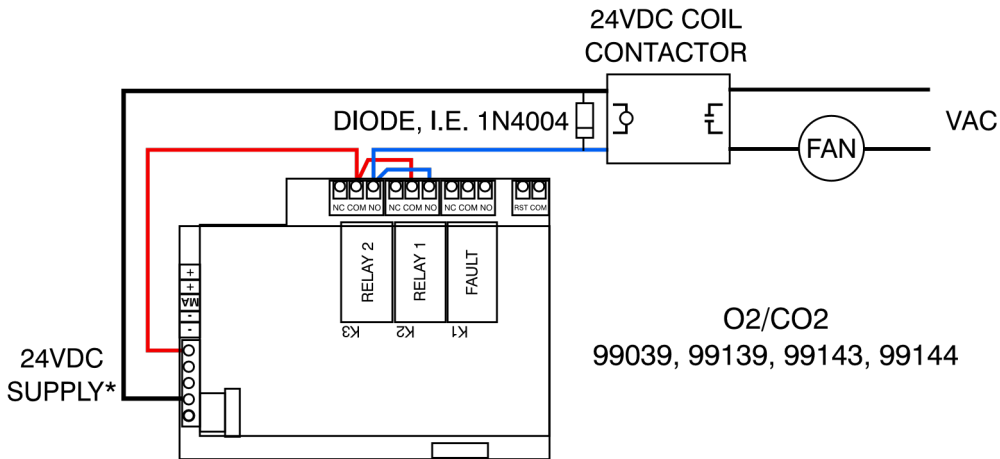 24VDC COIL
CONTACTOR
DIODE, I.E. 1N4004
VAC
FAN
NC COM NO NC COM NO NC COM NO RST COM
RELAY 2
RELAY 1
FAULT
K3
K2
K1
+
+
MA
-
-
24VDC
SUPPLY*
O2/CO2
99039, 99139, 99143, 99144